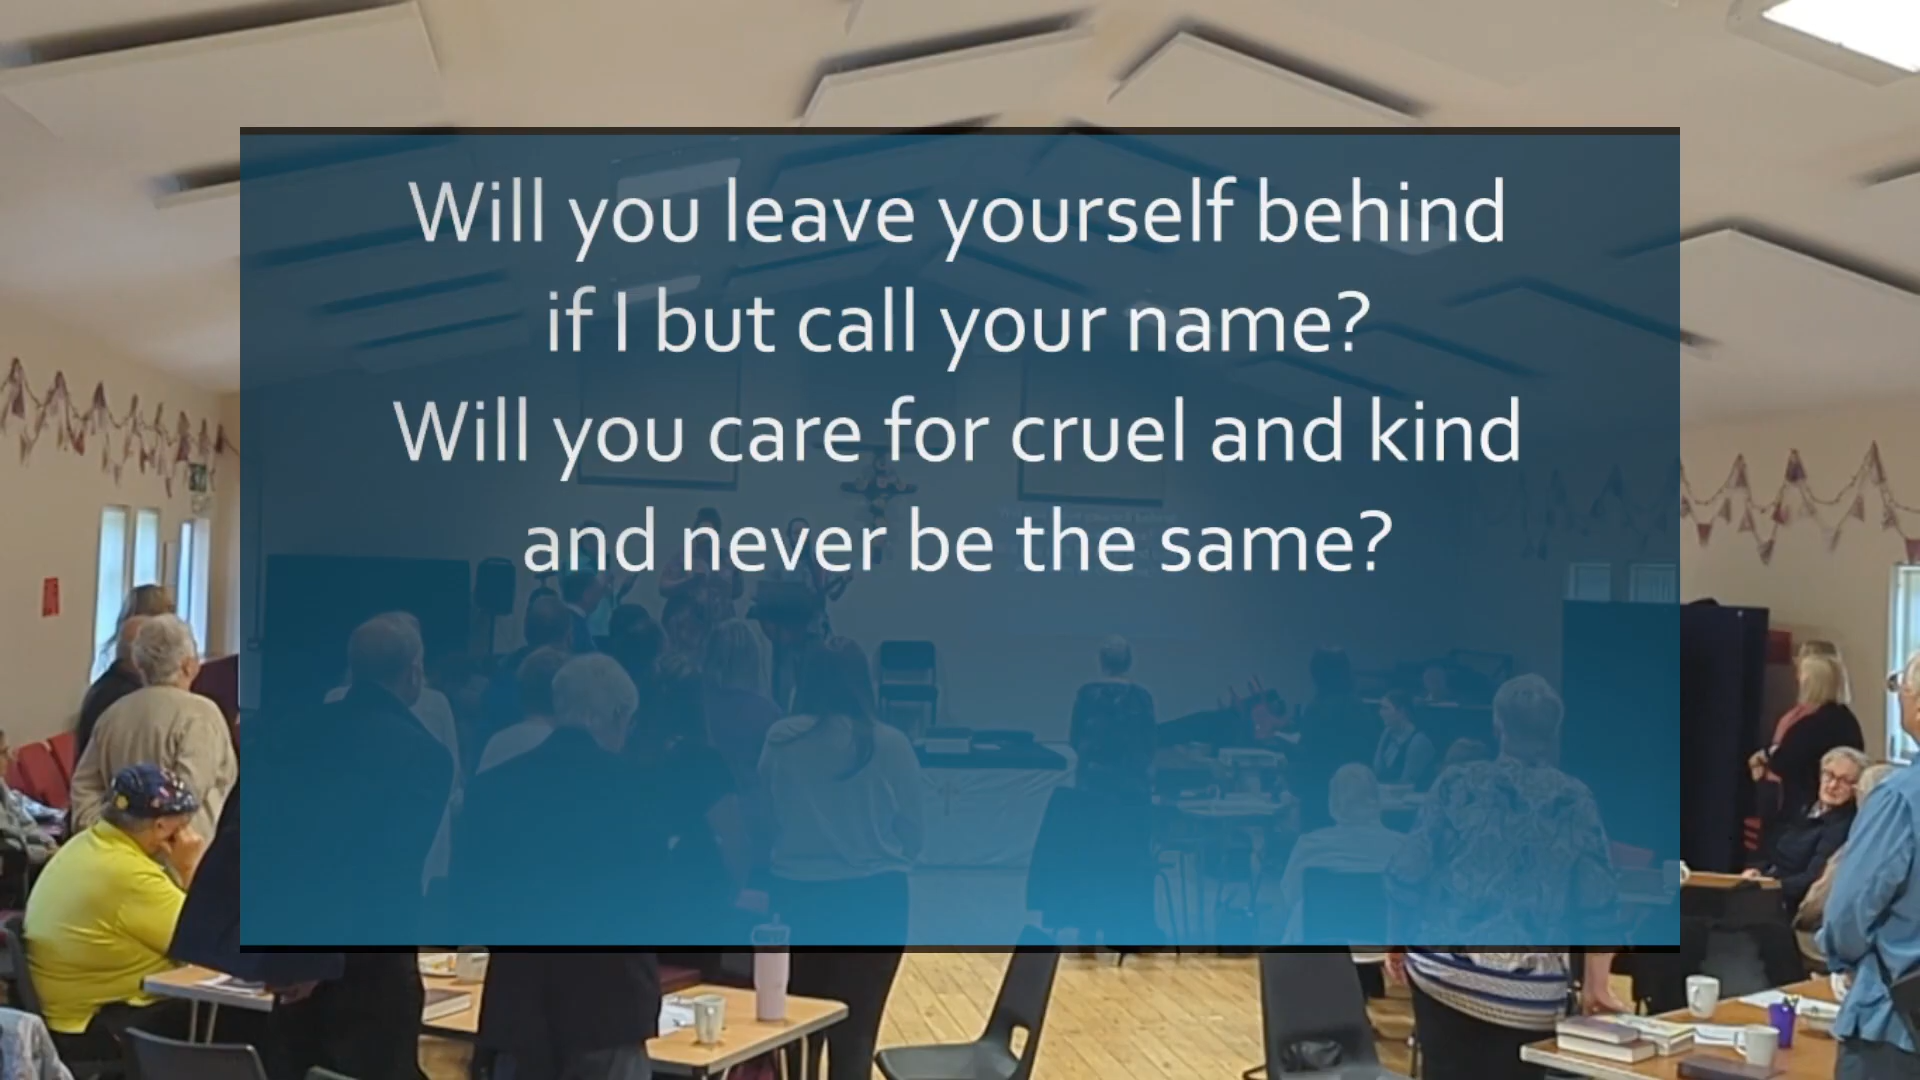 Will you leave yourself behind
if I but call your name?
Will you care for cruel and kind
and never be the same?